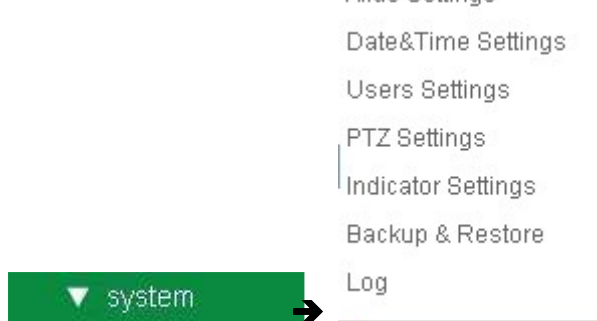 Date&Time Settings
Users Settings
PTZ Settings
Indicator Settings
Backup & Restore
Log
system